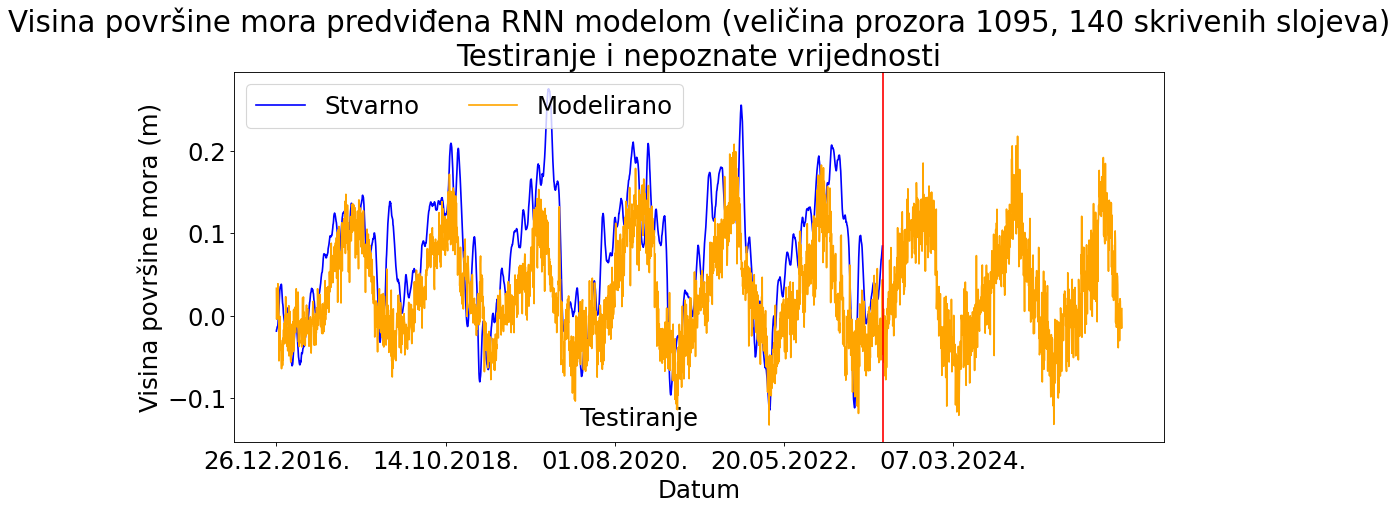 Visina površine mora predviđena RNN modelom (veličina prozora 1095, 140 skrivenih slojeva)
Testiranje i nepoznate vrijednosti
Stvarno
Modelirano
Visina površine mora (m)
0.2
0.1
0.0
−0.1
Testiranje
26.12.2016.
14.10.2018.
01.08.2020.
20.05.2022.
07.03.2024.
Datum